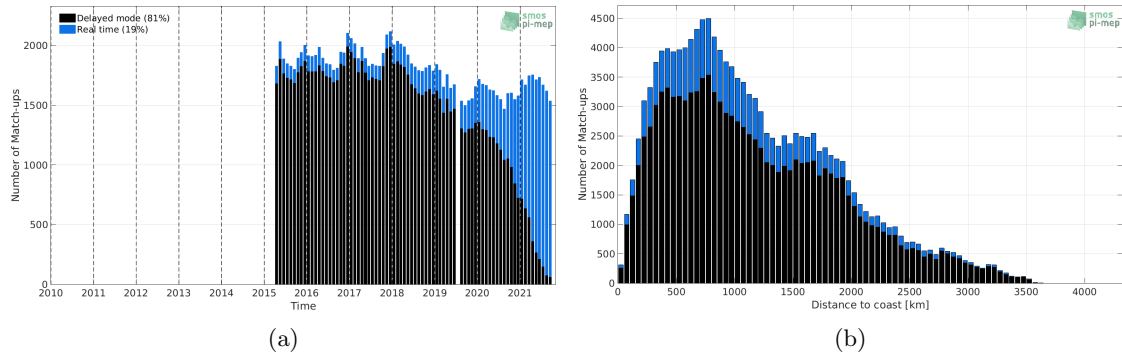 Delayed mode (81%)
Real time (19%)
smos
pi-mep
Number of Match-ups
2000
1500
1000
500
0
2010 2011 2012 2013 2014 2015 2016 2017 2018 2019 2020 2021
Time
(a)
smos
pi-mep
Number of Match-ups
4500
4000
3500
3000
2500
2000
1500
1000
500
0
0 500 1000 1500 2000 2500 3000 3500 4000
Distance to coast [km]
(b)